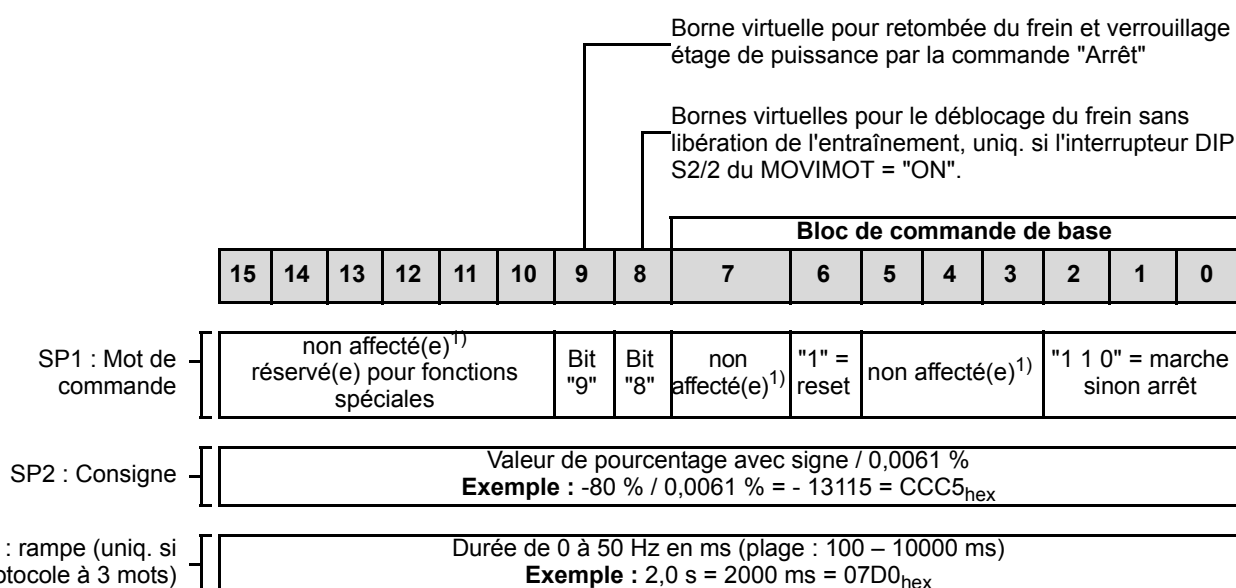 Borne virtuelle pour retombée du frein et verrouillage
étage de puissance par la commande "Arrêt"
Bornes virtuelles pour le déblocage du frein sans
libération de l'entraînement, uniq. si l'interrupteur DIP
S2/2 du MOVIMOT = "ON".
Bloc de commande de base
15 14 13 12 11 10 9 8 7 6 5 4 3 2 1 0
SP1 : Mot de
commande
non affecté(e)1)
réservé(e) pour fonctions
spéciales
Bit
"9"
Bit
"8"
non
affecté(e)1)
"1" =
reset
non affecté(e)1)
"1 1 0" = marche
sinon arrêt
SP2 : Consigne
Valeur de pourcentage avec signe / 0,0061 %
Exemple : -80 % / 0,0061 % = - 13115 = CCC5hex
: rampe (uniq. si
otocole à 3 mots)
Durée de 0 à 50 Hz en ms (plage : 100 – 10000 ms)
Exemple : 2,0 s = 2000 ms = 07D0hex